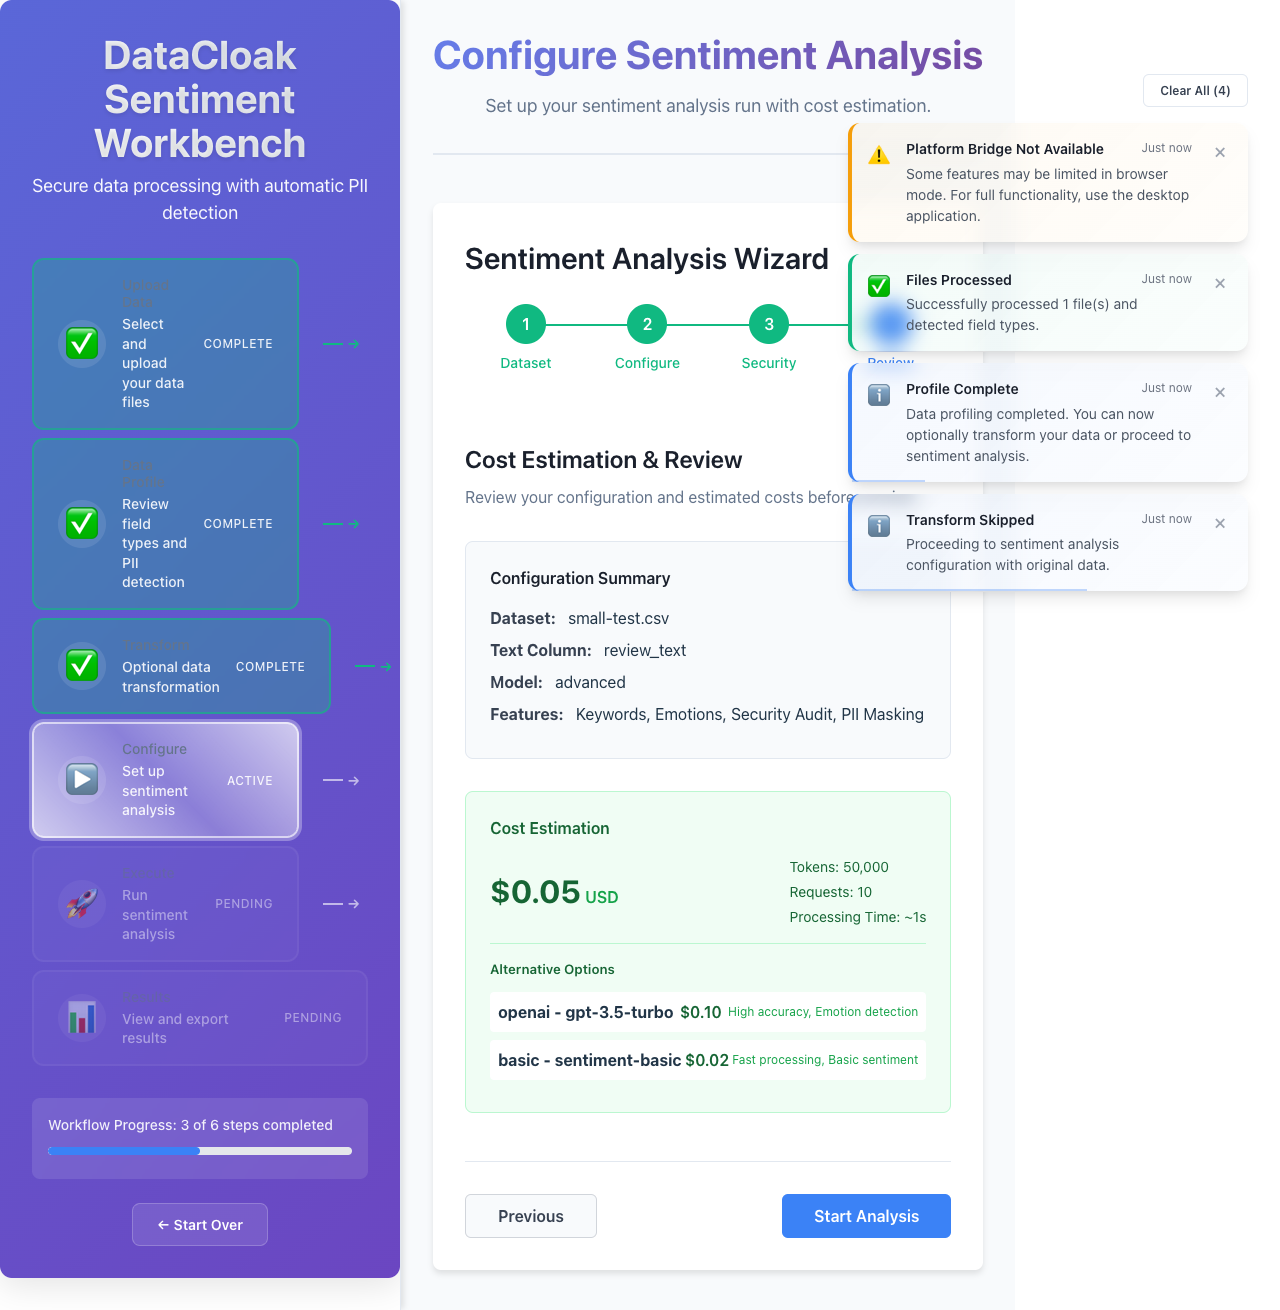 DataCloak
Sentiment
Workbench
Secure data processing with automatic PII
detection
Select
and
upload
your data
files
COMPLETE
Review
field
types and
PII
detection
COMPLETE
Transform
Optional data
transformation
COMPLETE
Configure
Set up
sentiment
analysis
ACTIVE
Run
sentiment
analysis
PENDING
Results
View and export
results
PENDING
Workflow Progress: 3 of 6 steps completed
← Start Over
Configure Sentiment Analysis
Set up your sentiment analysis run with cost estimation.
Sentiment Analysis Wizard
1
2
3
Dataset
Configure
Security
Review
Cost Estimation & Review
Review your configuration and estimated costs before
Configuration Summary
Dataset: small-test.csv
Text Column: review_text
Model: advanced
Features: Keywords, Emotions, Security Audit, PII Masking
Cost Estimation
$0.05 USD
Tokens: 50,000
Requests: 10
Processing Time: ~1s
Alternative Options
openai - gpt-3.5-turbo $0.10 High accuracy, Emotion detection
basic - sentiment-basic $0.02 Fast processing, Basic sentiment
Previous
Start Analysis
Clear All (4)
Platform Bridge Not Available
Just now
Some features may be limited in browser
mode. For full functionality, use the desktop
application.
Files Processed
Just now
Successfully processed 1 file(s) and
detected field types.
Profile Complete
Just now
Data profiling completed. You can now
optionally transform your data or proceed to
sentiment analysis.
Transform Skipped
Just now
Proceeding to sentiment analysis
configuration with original data.